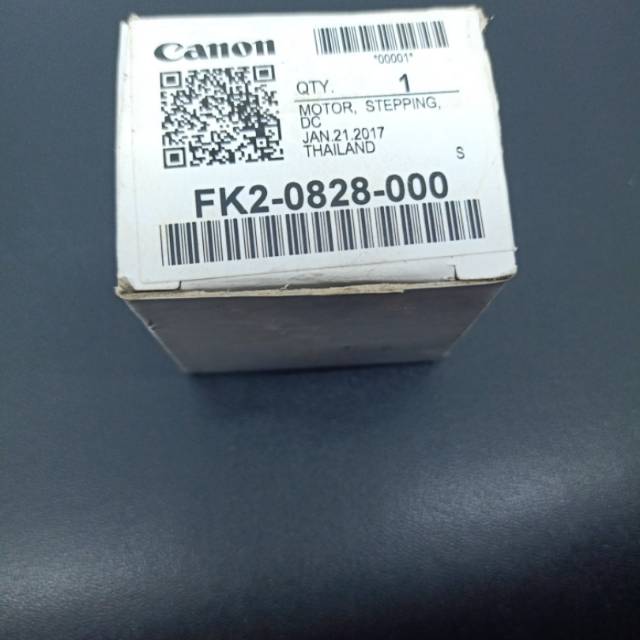 Canon
*00001*
QTY. 1
MOTOR, STEPPING,
DC
JAN.21.2017
THAILAND
S
FK2-0828-000